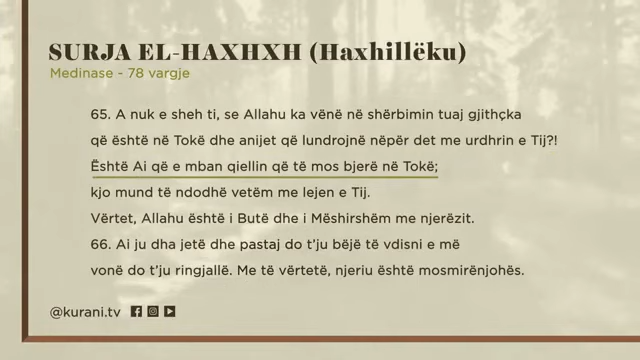 SURJA EL-HAXHXH (Haxhillëku)
Medinase - 78 vargje
65. A nuk e sheh ti, se Allahu ka vënë në shërbimin tuaj gjithçka
që është në Tokë dhe anijet që lundrojnë nëpër det me urdhrin e Tij?!
Është Ai që e mban qiellin që të mos bjerë në Tokë;
kjo mund të ndodhë vetëm me lejen e Tij.
Vërtet, Allahu është i Butë dhe i Mëshirshëm me njerëzit.
66. Ai ju dha jetë dhe pastaj do t'ju bëjë të vdisni e më
vonë do t'ju ringjallë. Me të vërtetë, njeriu është mosmirënjohës.
@kurani.tv